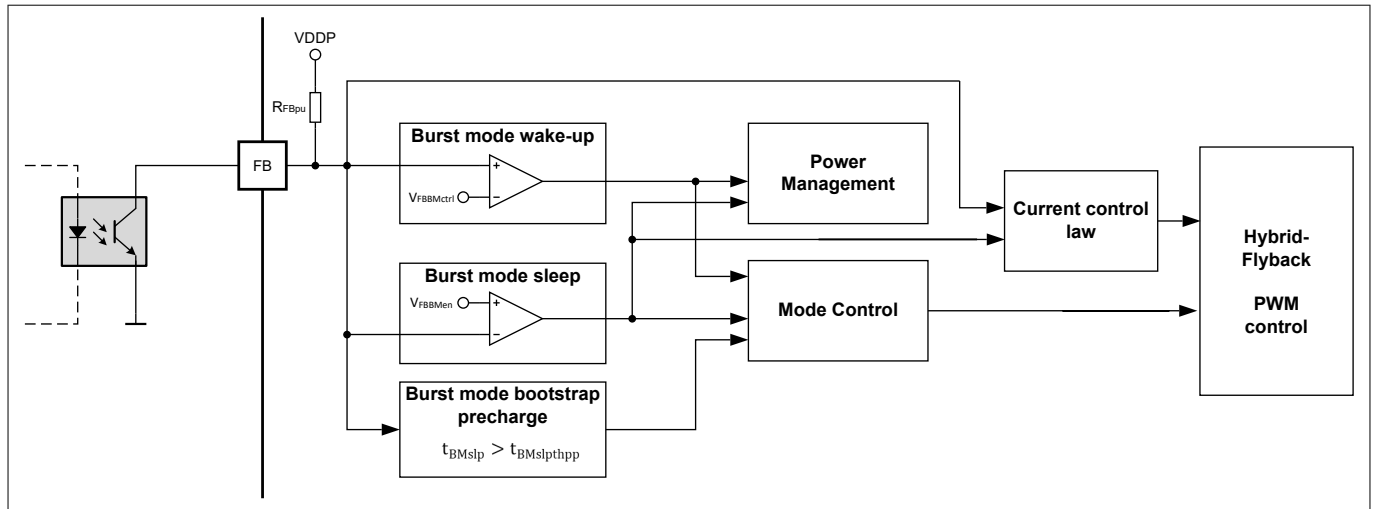 VDDP
RFBpu
FB
Burst mode wake-up
+
VFBBMctrl
−
Power
Management
Current control
law
Hybrid-
Flyback
PWM
control
Burst mode sleep
VFBBMen
+
−
Mode Control
Burst mode bootstrap
precharge
tBMslp > tBMslpthpp